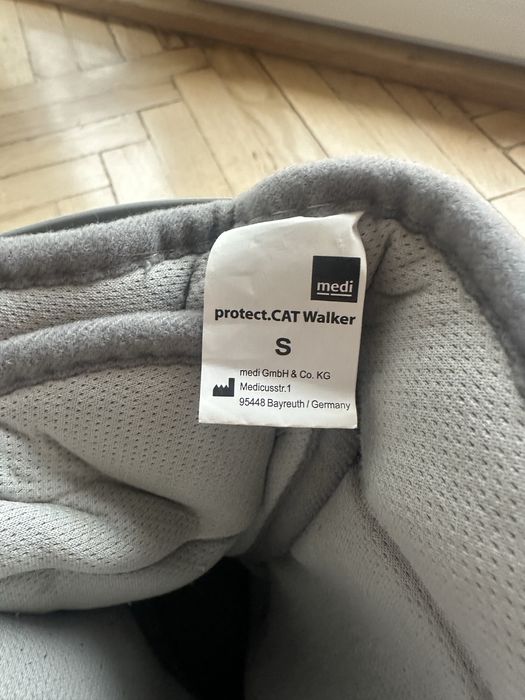 medi
protect.CAT Walker
S
medi GmbH & Co. KG
Medicusstr.1
95448 Bayreuth / Germany